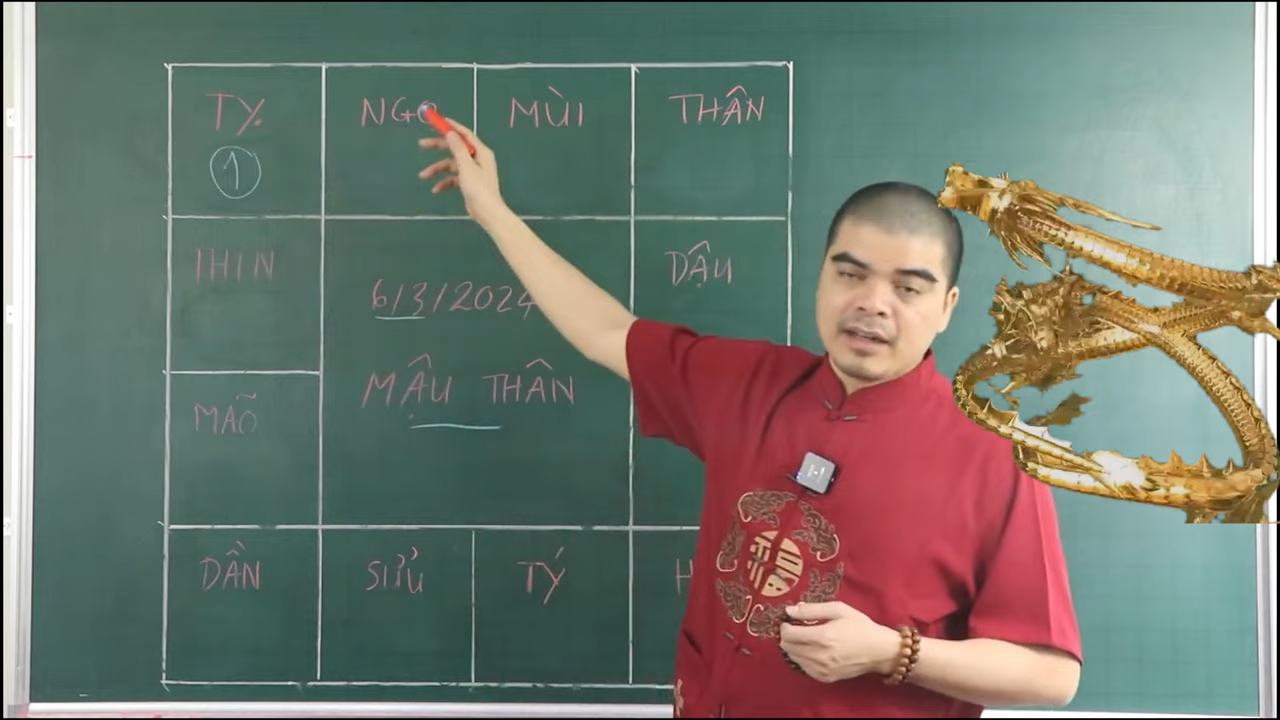 TỴ NGỌ MÙI THÂN
1
THÌN DẬU
6/3/2024
MẬU THÂN
MÃO
DẦN SỬU TÝ H